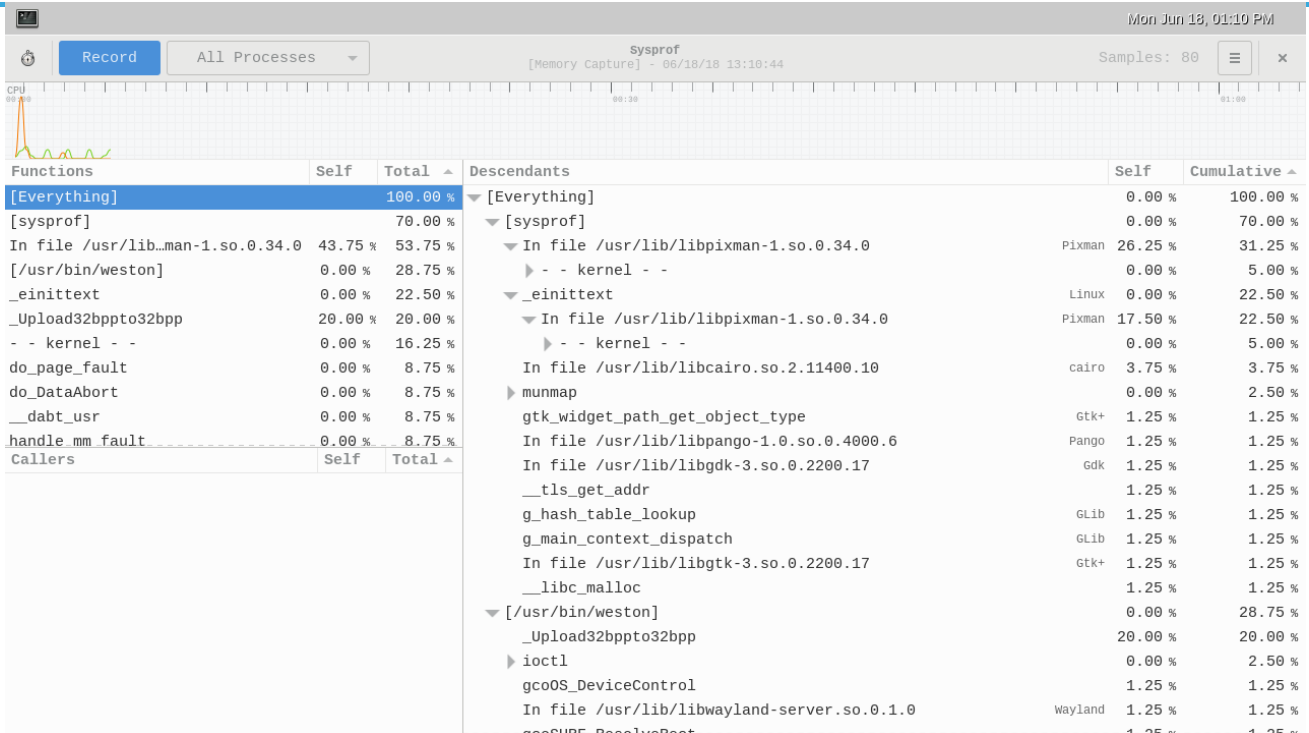 Mon Jun 18, 01:10 PM
Record
All Processes
Sysprof
[Memory Capture] - 06/18/18 13:10:44
Samples: 80
CPU
00:00
00:30
01:00
Functions Self Total
[Everything] 100.00 %
[sysprof] 70.00 %
In file /usr/lib…man-1.so.0.34.0 43.75 % 53.75 %
[/usr/bin/weston] 0.00 % 28.75 %
_einittext 0.00 % 22.50 %
_Upload32bppto32bpp 20.00 % 20.00 %
- - kernel - - 0.00 % 16.25 %
do_page_fault 0.00 % 8.75 %
do_DataAbort 0.00 % 8.75 %
__dabt_usr 0.00 % 8.75 %
handle_mm_fault 0.00 % 8.75 %
Callers Self Total
Descendants Self Cumulative
[Everything] 0.00 % 100.00 %
[sysprof] 0.00 % 70.00 %
In file /usr/lib/libpixman-1.so.0.34.0 Pixman 26.25 % 31.25 %
- - kernel - - 0.00 % 5.00 %
_einittext Linux 0.00 % 22.50 %
In file /usr/lib/libpixman-1.so.0.34.0 Pixman 17.50 % 22.50 %
- - kernel - - 0.00 % 5.00 %
In file /usr/lib/libcairo.so.2.11400.10 cairo 3.75 % 3.75 %
munmap 0.00 % 2.50 %
gtk_widget_path_get_object_type Gtk+ 1.25 % 1.25 %
In file /usr/lib/libpango-1.0.so.0.4000.6 Pango 1.25 % 1.25 %
In file /usr/lib/libgdk-3.so.0.2200.17 Gdk 1.25 % 1.25 %
__tls_get_addr 1.25 % 1.25 %
g_hash_table_lookup GLib 1.25 % 1.25 %
g_main_context_dispatch GLib 1.25 % 1.25 %
In file /usr/lib/libgtk-3.so.0.2200.17 Gtk+ 1.25 % 1.25 %
__libc_malloc 1.25 % 1.25 %
[/usr/bin/weston] 0.00 % 28.75 %
_Upload32bppto32bpp 20.00 % 20.00 %
ioctl 0.00 % 2.50 %
gcoOS_DeviceControl 1.25 % 1.25 %
In file /usr/lib/libwayland-server.so.0.1.0 Wayland 1.25 % 1.25 %